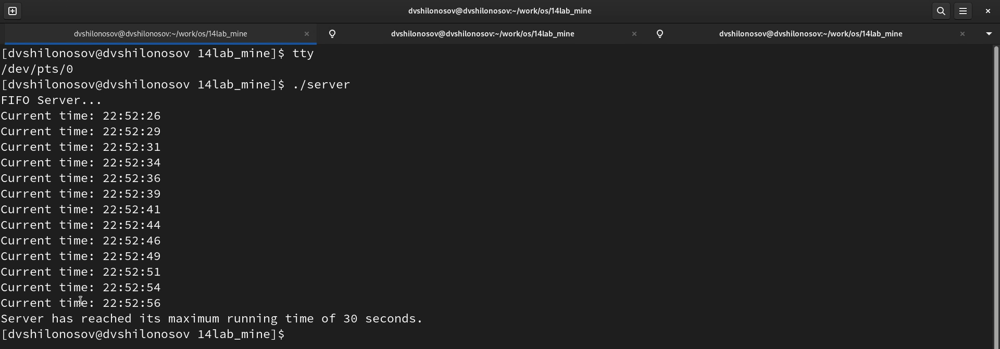 dvshilonosov@dvshilonosov:~/work/os/14lab_mine
dvshilonosov@dvshilonosov:~/work/os/14lab_mine
dvshilonosov@dvshilonosov:~/work/os/14lab_mine
dvshilonosov@dvshilonosov:~/work/os/14lab_mine
[dvshilonosov@dvshilonosov 14lab_mine]$ tty
/dev/pts/0
[dvshilonosov@dvshilonosov 14lab_mine]$ ./server
FIFO Server...
Current time: 22:52:26
Current time: 22:52:29
Current time: 22:52:31
Current time: 22:52:34
Current time: 22:52:36
Current time: 22:52:39
Current time: 22:52:41
Current time: 22:52:44
Current time: 22:52:46
Current time: 22:52:49
Current time: 22:52:51
Current time: 22:52:54
Current time: 22:52:56
Server has reached its maximum running time of 30 seconds.
[dvshilonosov@dvshilonosov 14lab_mine]$